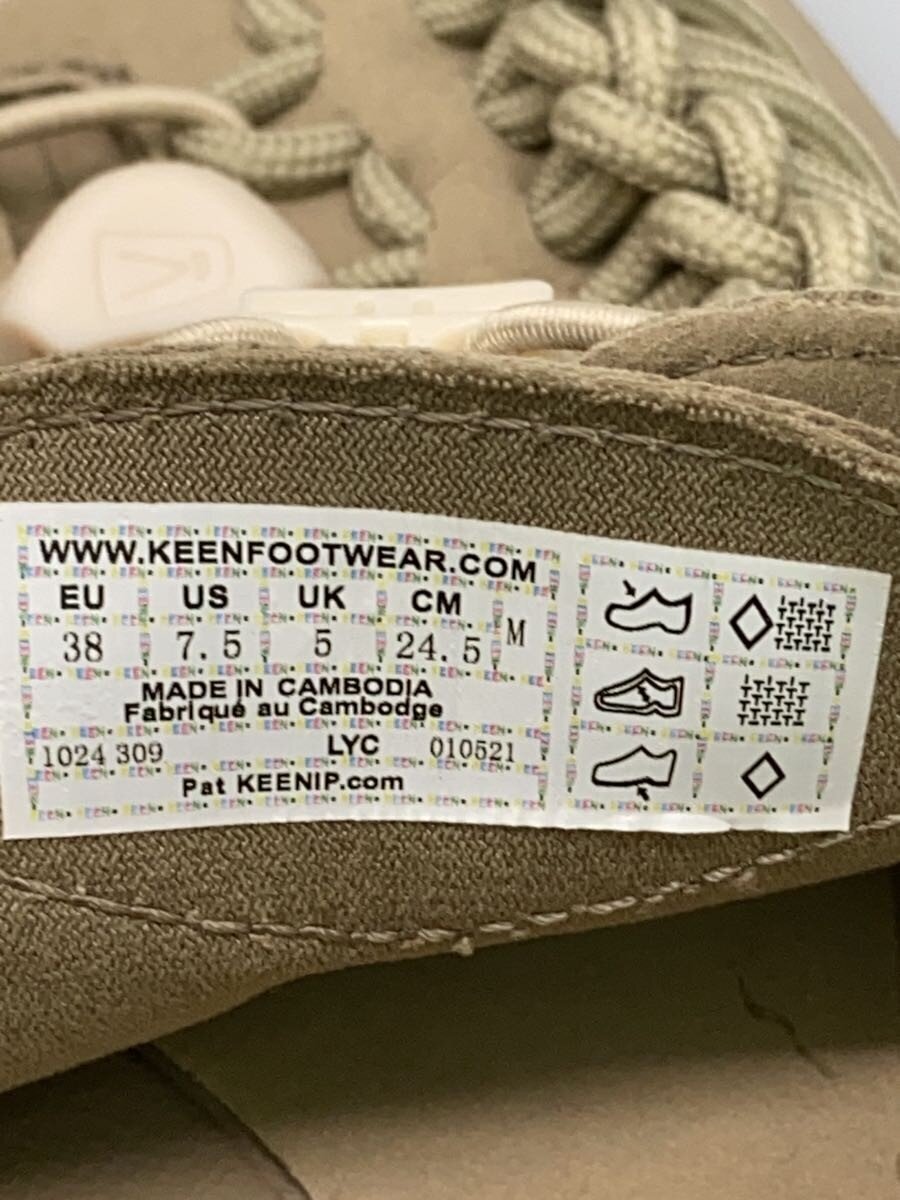 WWW.KEENFOOTWEAR.COM
EU US UK CM
38 7.5 5 24.5 M
MADE IN CAMBODIA
Fabriqué au Cambodge
1024 309 LYC 010521
Pat KEENIP.com